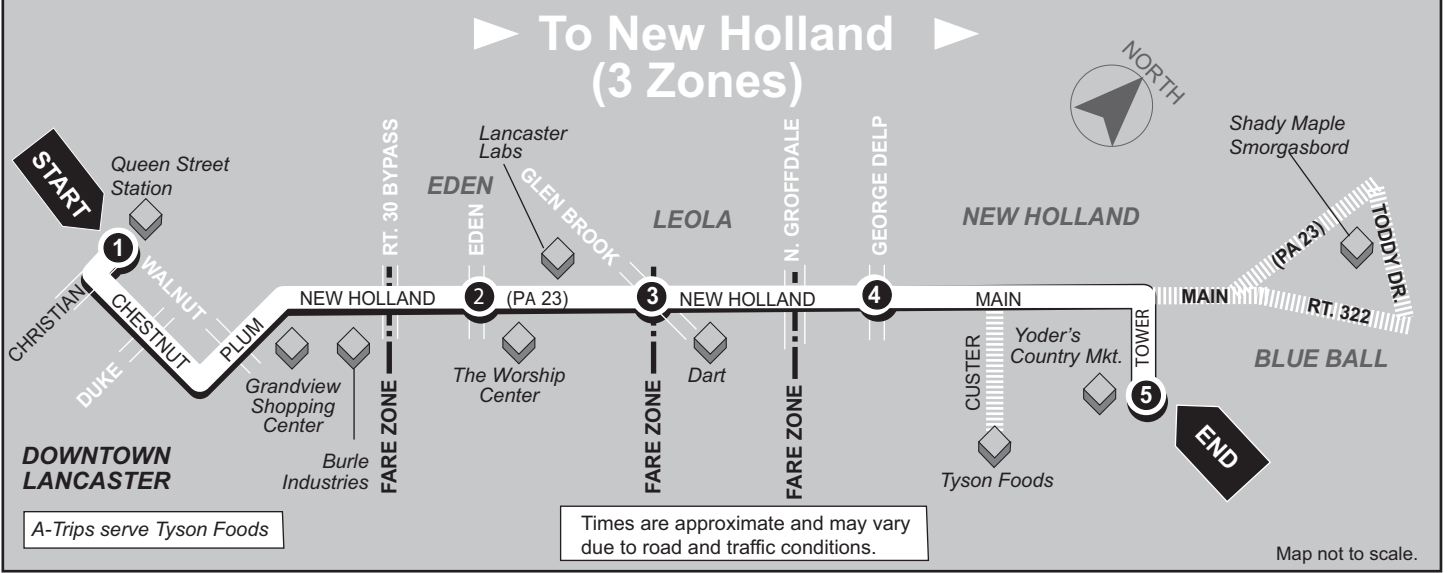 To New Holland
(3 Zones)
NORTH
START
Queen Street
Station
1
CHRISTIAN
CHESTNUT
WALNUT
DUKE
PLUM
NEW HOLLAND
Grandview
Shopping
Center
Burle
Industries
RT. 30 BYPASS
FARE ZONE
EDEN
EDEN
2
(PA 23)
Lancaster
Labs
The Worship
Center
GLEN BROOK
3
FARE ZONE
LEOLA
NEW HOLLAND
Dart
N. GROFFDALE
FARE ZONE
GEORGE DELP
4
NEW HOLLAND
MAIN
CUSTER
Tyson Foods
Yoder's
Country Mkt.
TOWER
5
END
MAIN
(PA 23)
Shady Maple
Smorgasbord
TODDY DR.
RT. 322
BLUE BALL
DOWNTOWN
LANCASTER
A-Trips serve Tyson Foods
Times are approximate and may vary
due to road and traffic conditions.
Map not to scale.